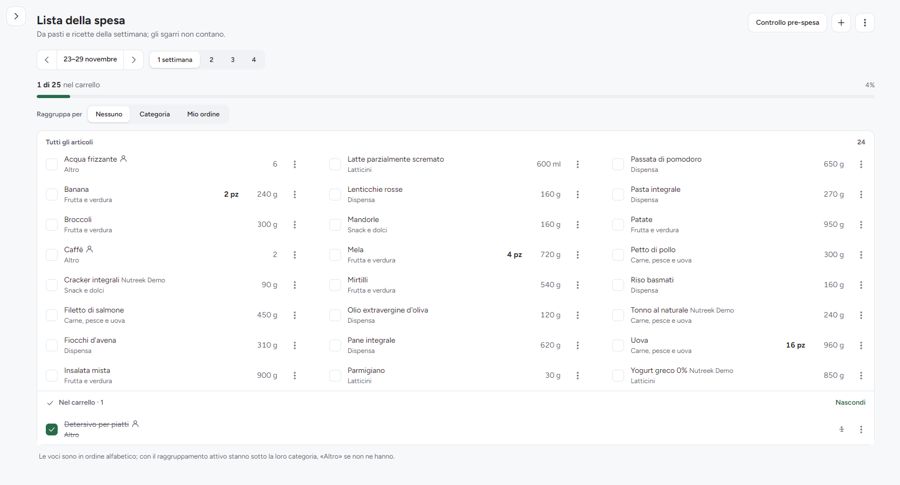 Lista della spesa
Da pasti e ricette della settimana; gli sgarri non contano.
Controllo pre-spesa
23–29 novembre
1 settimana 2 3 4
1 di 25 nel carrello 4%
Raggruppa per Nessuno Categoria Mio ordine
Tutti gli articoli 24
Acqua frizzante 6
Altro
Banana 2 pz 240 g
Frutta e verdura
Broccoli 300 g
Frutta e verdura
Caffè 2
Altro
Cracker integrali Nutreek Demo 90 g
Snack e dolci
Filetto di salmone 450 g
Carne, pesce e uova
Fiocchi d'avena 310 g
Dispensa
Insalata mista 900 g
Frutta e verdura
Latte parzialmente scremato 600 ml
Latticini
Lenticchie rosse 160 g
Dispensa
Mandorle 160 g
Snack e dolci
Mela 4 pz 720 g
Frutta e verdura
Mirtilli 540 g
Frutta e verdura
Olio extravergine d'oliva 120 g
Dispensa
Pane integrale 620 g
Dispensa
Parmigiano 30 g
Latticini
Passata di pomodoro 650 g
Dispensa
Pasta integrale 270 g
Dispensa
Patate 950 g
Frutta e verdura
Petto di pollo 300 g
Carne, pesce e uova
Riso basmati 160 g
Dispensa
Tonno al naturale Nutreek Demo 240 g
Carne, pesce e uova
Uova 16 pz 960 g
Carne, pesce e uova
Yogurt greco 0% Nutreek Demo 850 g
Latticini
Nel carrello · 1 Nascondi
Detersivo per piatti 1
Altro
Le voci sono in ordine alfabetico; con il raggruppamento attivo stanno sotto la loro categoria, «Altro» se non ne hanno.